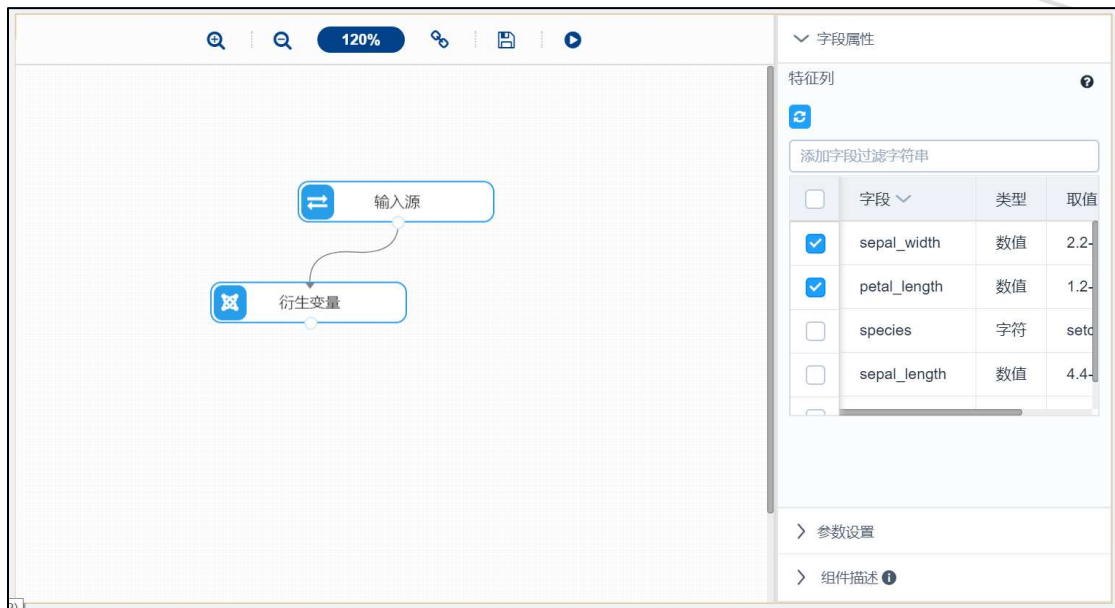 120%
字段属性
特征列
添加字段过滤字符串
字段 类型 取值
sepal_width 数值 2.2-
petal_length 数值 1.2-
species 字符 setc
sepal_length 数值 4.4-
输入源
衍生变量
参数设置
组件描述